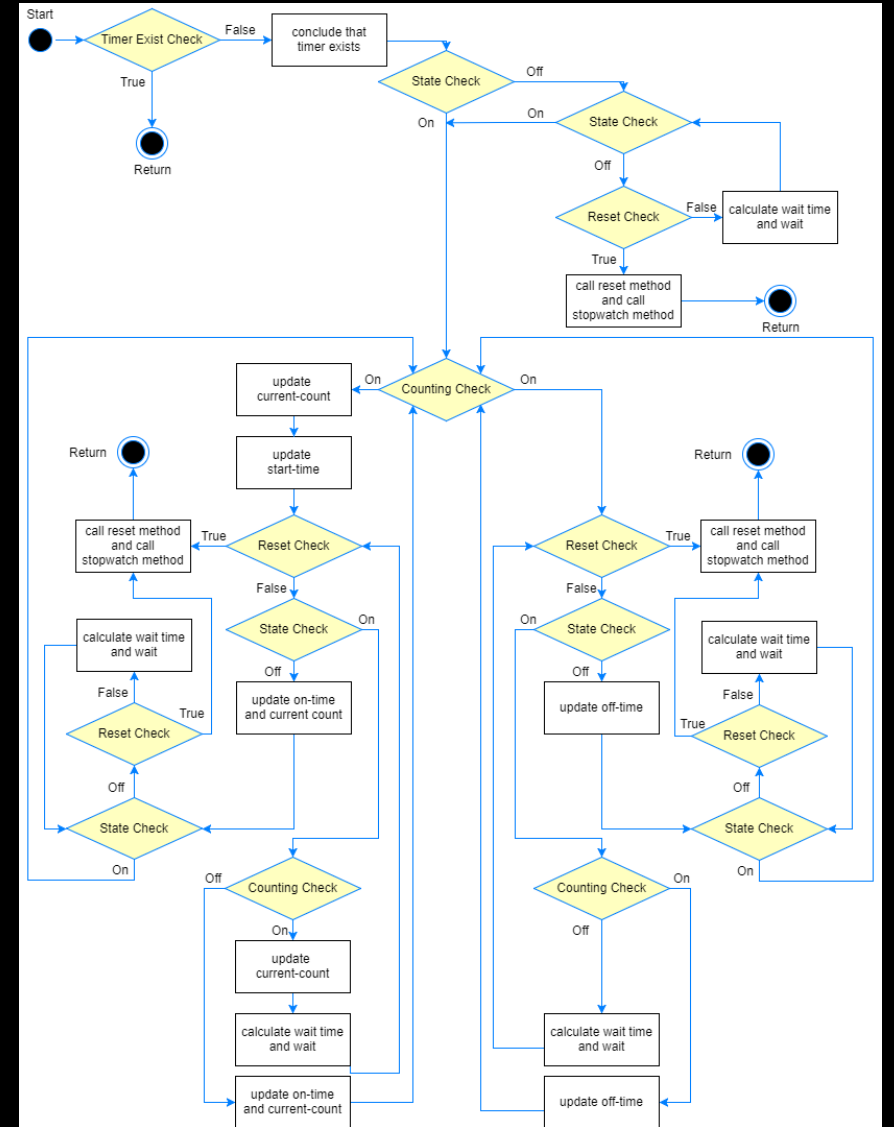 Start
Timer Exist Check
False
conclude that
timer exists
True
Return
State Check
Off
On
On
State Check
Off
Reset Check
False
calculate wait time
and wait
True
call reset method
and call
stopwatch method
Return
Counting Check
On
On
update
current-count
update
start-time
Return
Reset Check
True
call reset method
and call
stopwatch method
False
State Check
On
Off
update on-time
and current count
calculate wait time
and wait
False
True
Reset Check
Off
State Check
On
Counting Check
Off
On
update
current-count
calculate wait time
and wait
update on-time
and current-count
Return
Reset Check
True
call reset method
and call
stopwatch method
False
On
State Check
Off
update off-time
calculate wait time
and wait
False
True
Reset Check
Off
State Check
On
Counting Check
On
Off
calculate wait time
and wait
update off-time